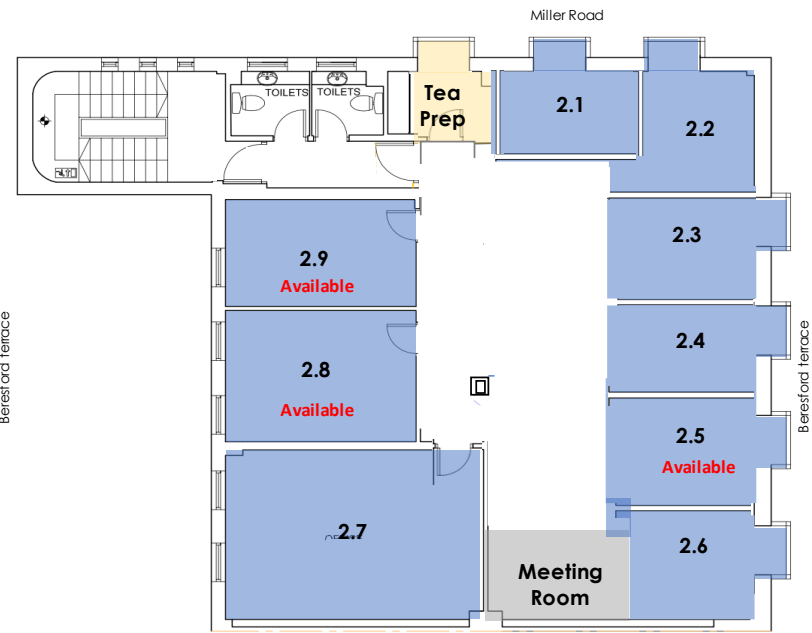 Miller Road
TOILETS
TOILETS
Tea
Prep
2.1
2.2
2.3
2.9
Available
2.4
2.8
Available
2.5
Available
2.7
2.6
Meeting
Room
Beresford terrace
Beresford terrace